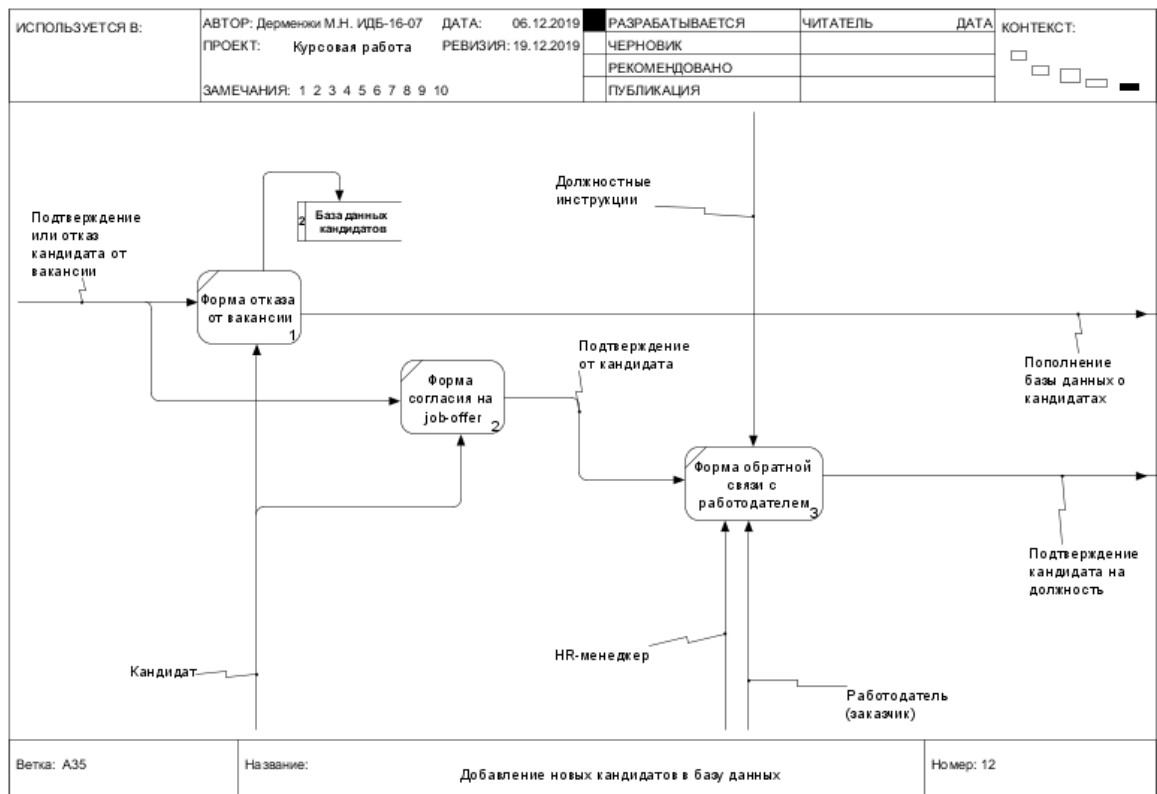 ИСПОЛЬЗУЕТСЯ В:
АВТОР: Дерменжи М.Н. ИДБ-16-07
ДАТА: 06.12.2019
ПРОЕКТ: Курсовая работа
РЕВИЗИЯ: 19.12.2019
ЗАМЕЧАНИЯ: 1 2 3 4 5 6 7 8 9 10
РАЗРАБАТЫВАЕТСЯ
ЧЕРНОВИК
РЕКОМЕНДОВАНО
ПУБЛИКАЦИЯ
ЧИТАТЕЛЬ
ДАТА
КОНТЕКСТ:
Подтверждение
или отказ
кандидата от
вакансии
2
База данных
кандидатов
Должностные
инструкции
Форма отказа
от вакансии
1
Форма
согласия на
job-offer
2
Подтверждение
от кандидата
Пополнение
базы данных о
кандидатах
Форма обратной
связи с
работодателем
3
Подтверждение
кандидата на
должность
Кандидат
HR-менеджер
Работодатель
(заказчик)
Ветка: A35
Название:
Добавление новых кандидатов в базу данных
Номер: 12